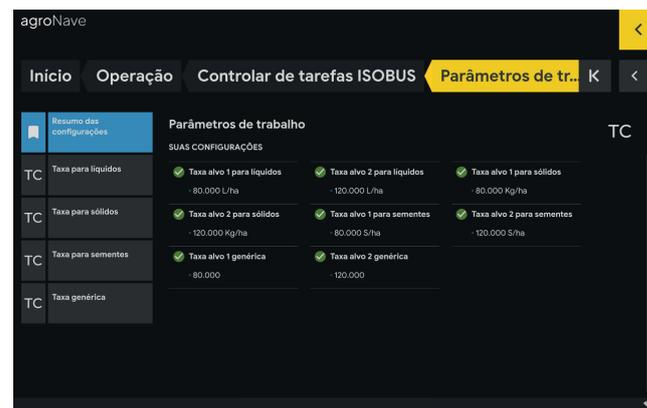 agroNave
Início Operação Controlar de tarefas ISOBUS Parâmetros de tr...
Resumo das
configurações
TC Taxa para líquidos
TC Taxa para sólidos
TC Taxa para sementes
TC Taxa genérica
Parâmetros de trabalho
TC
SUAS CONFIGURAÇÕES
Taxa alvo 1 para líquidos Taxa alvo 2 para líquidos Taxa alvo 1 para sólidos
- 80.000 L/ha - 120.000 L/ha - 80.000 Kg/ha
Taxa alvo 2 para sólidos Taxa alvo 1 para sementes Taxa alvo 2 para sementes
- 120.000 Kg/ha - 80.000 S/ha - 120.000 S/ha
Taxa alvo 1 genérica Taxa alvo 2 genérica
- 80.000 - 120.000